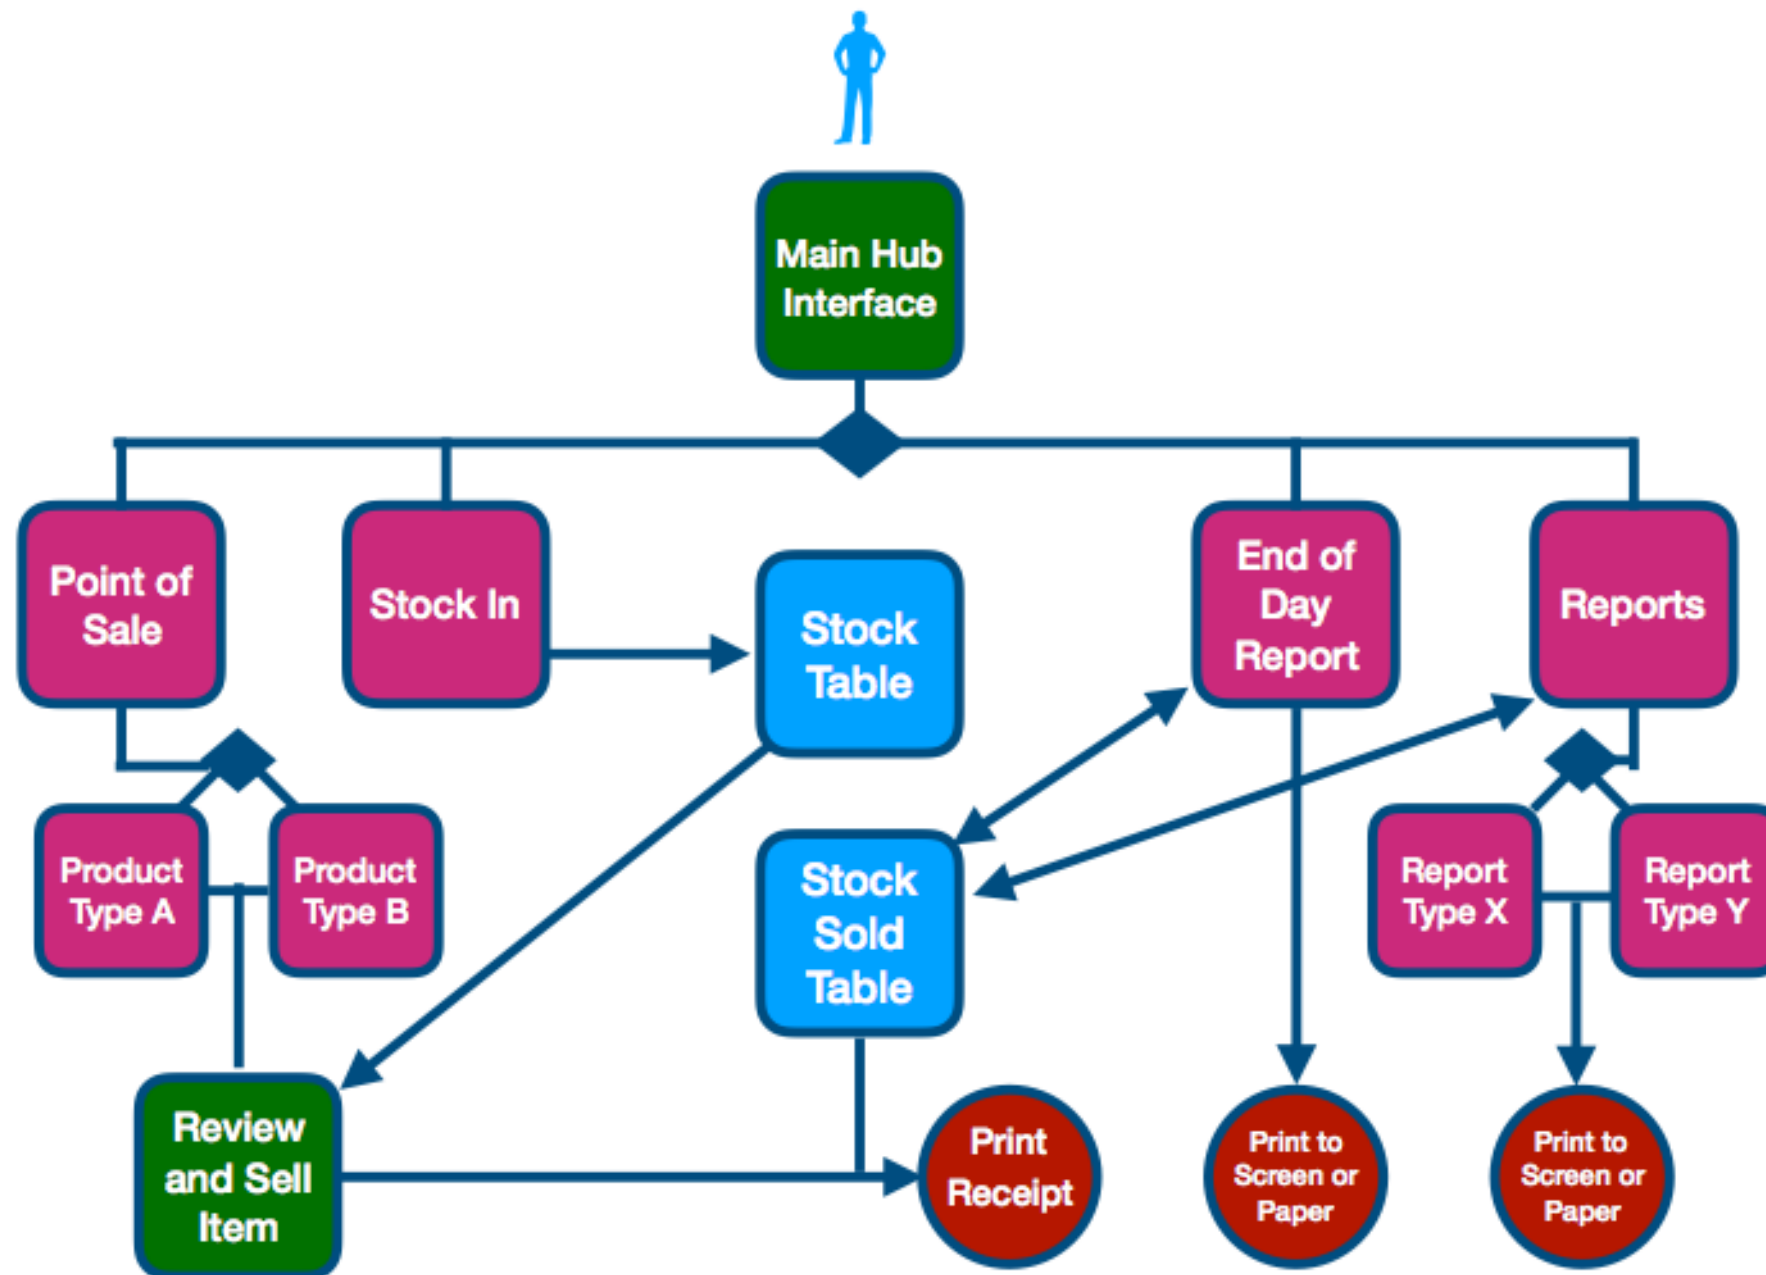 Main Hub
Interface
Point of
Sale
Stock In
Stock
Table
End of
Day
Report
Reports
Product
Type A
Product
Type B
Stock
Sold
Table
Report
Type X
Report
Type Y
Review
and Sell
Item
Print
Receipt
Print to
Screen or
Paper
Print to
Screen or
Paper